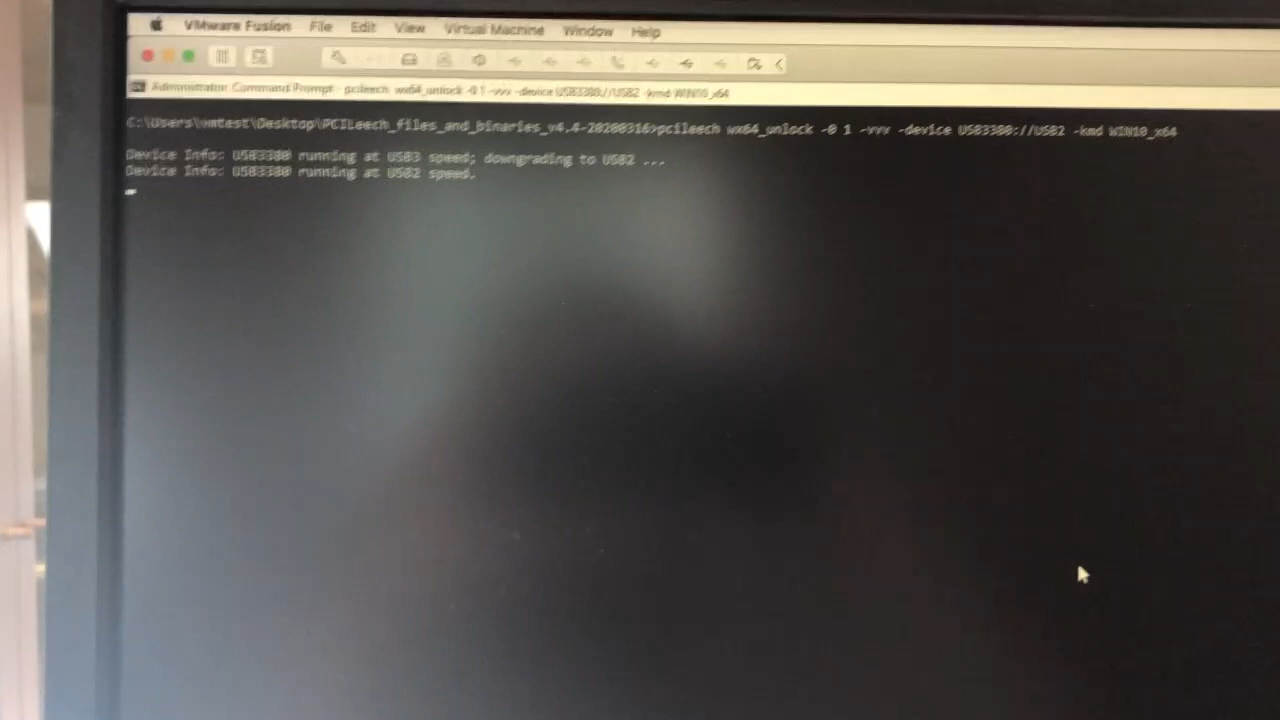 VMware Fusion File Edit View Virtual Machine Window Help
Administrator: Command Prompt - pcileech wx64_unlock -0 1 -vvv -device USB3380://USB2 -kmd WIN10_x64
C:\Users\vmtest\Desktop\PCILeech_files_and_binaries_v4.4-20200316>pcileech wx64_unlock -0 1 -vvv -device USB3380://USB2 -kmd WIN10_x64
Device Info: USB3380 running at USB3 speed; downgrading to USB2 ...
Device Info: USB3380 running at USB2 speed.